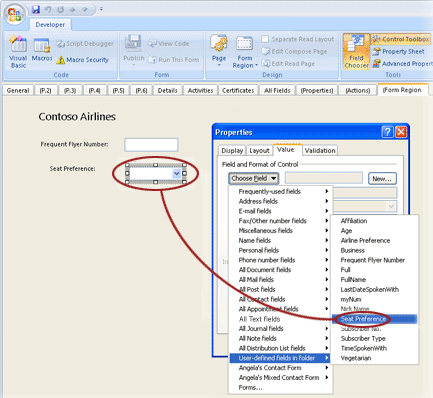 Developer
Visual Basic
Macros
Script Debugger
Macro Security
Code
Publish
View Code
Run This Form
Form
Page
Form Region
Separate Read Layout
Edit Compose Page
Edit Read Page
Design
Field Chooser
Control Toolbox
Property Sheet
Advanced Proper
Tools
General (P.2) (P.3) (P.4) (P.5) (P.6) Details Activities Certificates All Fields (Properties) (Actions) (Form Region
Contoso Airlines
Frequent Flyer Number:
Seat Preference:
Properties
Display Layout Value Validation
Field and Format of Control
Choose Field New...
Frequently-used fields
Address fields
E-mail fields
Fax/Other number fields
Miscellaneous fields
Name fields
Personal fields
Phone number fields
All Document fields
All Mail fields
All Post fields
All Contact fields
All Appointment fields
All Text fields
All Journal fields
All Note fields
All Distribution List fields
User-defined fields in folder
Angela's Contact Form
Angela's Mixed Contact Form
Forms...
Affiliation
Age
Airline Preference
Business
Frequent Flyer Number
Full
FullName
LastDateSpokenWith
myNum
Nick Name
Seat Preference
Subscriber No.
Subscriber Type
TimeSpokenWith
Vegetarian